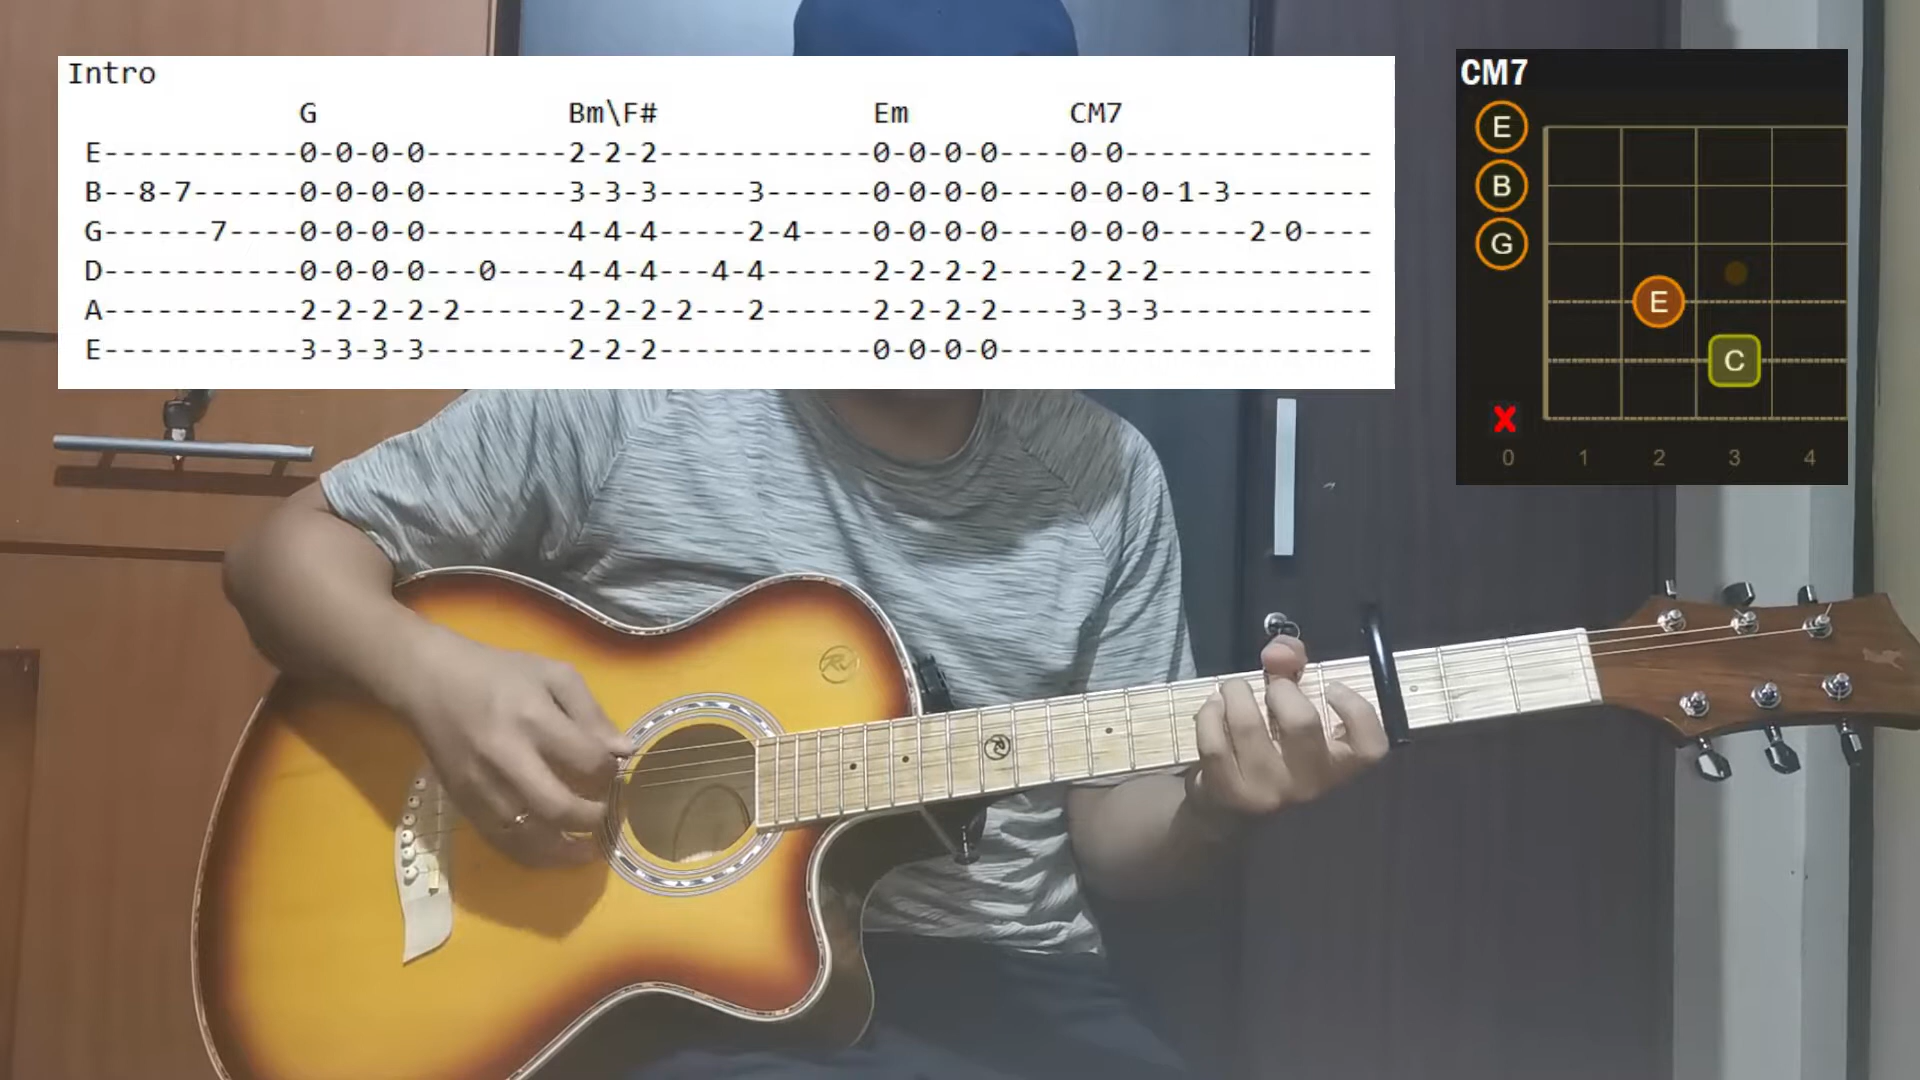 Intro
G Bm\F# Em CM7
E-----------0-0-0-0--------2-2-2------------0-0-0-0----0-0--------------
B--8-7------0-0-0-0--------3-3-3-----3------0-0-0-0----0-0-0-1-3--------
G------7----0-0-0-0--------4-4-4-----2-4----0-0-0-0----0-0-0-----2-0----
D-----------0-0-0-0---0----4-4-4---4-4------2-2-2-2----2-2-2------------
A-----------2-2-2-2-2------2-2-2-2---2------2-2-2-2----3-3-3------------
E-----------3-3-3-3--------2-2-2------------0-0-0-0---------------------
CM7
E
B
G
E
C
X
0 1 2 3 4